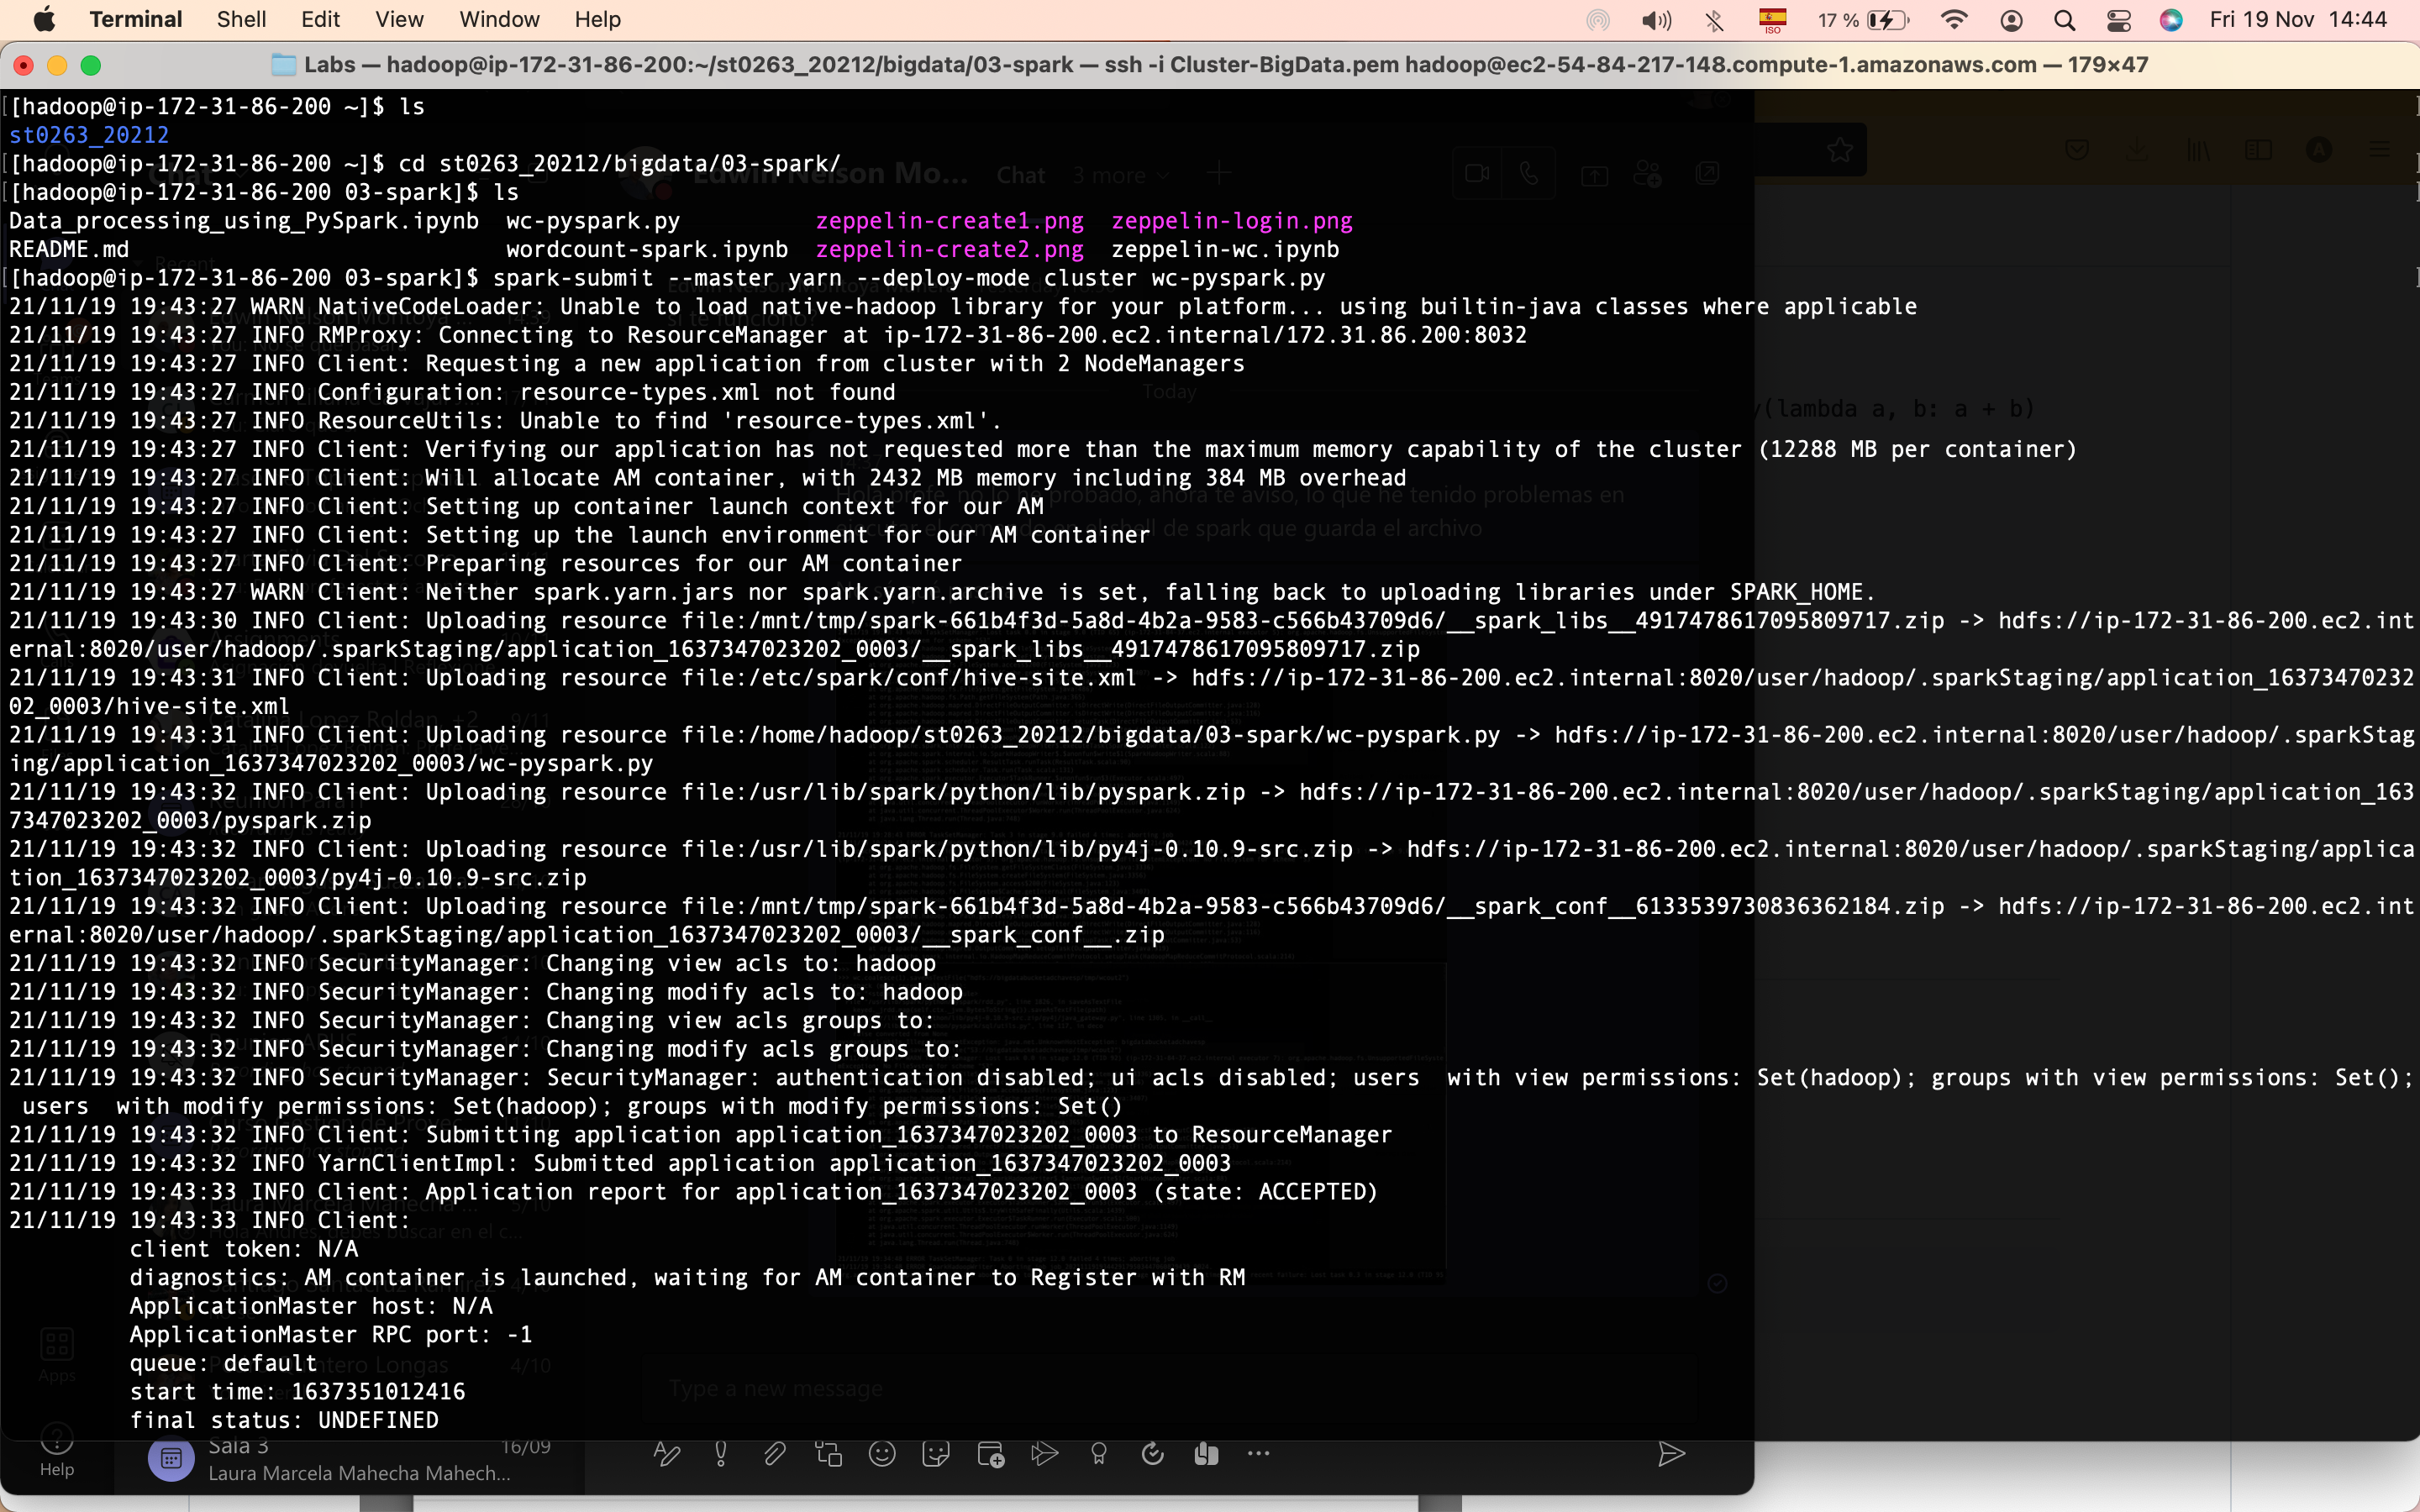 Terminal Shell Edit View Window Help ISO 17 % Fri 19 Nov 14:44
Labs — hadoop@ip-172-31-86-200:~/st0263_20212/bigdata/03-spark — ssh -i Cluster-BigData.pem hadoop@ec2-54-84-217-148.compute-1.amazonaws.com — 179×47
[[hadoop@ip-172-31-86-200 ~]$ ls
st0263_20212
[[hadoop@ip-172-31-86-200 ~]$ cd st0263_20212/bigdata/03-spark/
[[hadoop@ip-172-31-86-200 03-spark]$ ls
Data_processing_using_PySpark.ipynb wc-pyspark.py zeppelin-create1.png zeppelin-login.png
README.md wordcount-spark.ipynb zeppelin-create2.png zeppelin-wc.ipynb
[[hadoop@ip-172-31-86-200 03-spark]$ spark-submit --master yarn --deploy-mode cluster wc-pyspark.py
21/11/19 19:43:27 WARN NativeCodeLoader: Unable to load native-hadoop library for your platform... using builtin-java classes where applicable
21/11/19 19:43:27 INFO RMProxy: Connecting to ResourceManager at ip-172-31-86-200.ec2.internal/172.31.86.200:8032
21/11/19 19:43:27 INFO Client: Requesting a new application from cluster with 2 NodeManagers
21/11/19 19:43:27 INFO Configuration: resource-types.xml not found
21/11/19 19:43:27 INFO ResourceUtils: Unable to find 'resource-types.xml'.
21/11/19 19:43:27 INFO Client: Verifying our application has not requested more than the maximum memory capability of the cluster (12288 MB per container)
21/11/19 19:43:27 INFO Client: Will allocate AM container, with 2432 MB memory including 384 MB overhead
21/11/19 19:43:27 INFO Client: Setting up container launch context for our AM
21/11/19 19:43:27 INFO Client: Setting up the launch environment for our AM container
21/11/19 19:43:27 INFO Client: Preparing resources for our AM container
21/11/19 19:43:27 WARN Client: Neither spark.yarn.jars nor spark.yarn.archive is set, falling back to uploading libraries under SPARK_HOME.
21/11/19 19:43:30 INFO Client: Uploading resource file:/mnt/tmp/spark-661b4f3d-5a8d-4b2a-9583-c566b43709d6/__spark_libs__4917478617095809717.zip -> hdfs://ip-172-31-86-200.ec2.int
ernal:8020/user/hadoop/.sparkStaging/application_1637347023202_0003/__spark_libs__4917478617095809717.zip
21/11/19 19:43:31 INFO Client: Uploading resource file:/etc/spark/conf/hive-site.xml -> hdfs://ip-172-31-86-200.ec2.internal:8020/user/hadoop/.sparkStaging/application_16373470232
02_0003/hive-site.xml
21/11/19 19:43:31 INFO Client: Uploading resource file:/home/hadoop/st0263_20212/bigdata/03-spark/wc-pyspark.py -> hdfs://ip-172-31-86-200.ec2.internal:8020/user/hadoop/.sparkStag
ing/application_1637347023202_0003/wc-pyspark.py
21/11/19 19:43:32 INFO Client: Uploading resource file:/usr/lib/spark/python/lib/pyspark.zip -> hdfs://ip-172-31-86-200.ec2.internal:8020/user/hadoop/.sparkStaging/application_163
7347023202_0003/pyspark.zip
21/11/19 19:43:32 INFO Client: Uploading resource file:/usr/lib/spark/python/lib/py4j-0.10.9-src.zip -> hdfs://ip-172-31-86-200.ec2.internal:8020/user/hadoop/.sparkStaging/applica
tion_1637347023202_0003/py4j-0.10.9-src.zip
21/11/19 19:43:32 INFO Client: Uploading resource file:/mnt/tmp/spark-661b4f3d-5a8d-4b2a-9583-c566b43709d6/__spark_conf__6133539730836362184.zip -> hdfs://ip-172-31-86-200.ec2.int
ernal:8020/user/hadoop/.sparkStaging/application_1637347023202_0003/__spark_conf__.zip
21/11/19 19:43:32 INFO SecurityManager: Changing view acls to: hadoop
21/11/19 19:43:32 INFO SecurityManager: Changing modify acls to: hadoop
21/11/19 19:43:32 INFO SecurityManager: Changing view acls groups to:
21/11/19 19:43:32 INFO SecurityManager: Changing modify acls groups to:
21/11/19 19:43:32 INFO SecurityManager: SecurityManager: authentication disabled; ui acls disabled; users  with view permissions: Set(hadoop); groups with view permissions: Set();
 users  with modify permissions: Set(hadoop); groups with modify permissions: Set()
21/11/19 19:43:32 INFO Client: Submitting application application_1637347023202_0003 to ResourceManager
21/11/19 19:43:32 INFO YarnClientImpl: Submitted application application_1637347023202_0003
21/11/19 19:43:33 INFO Client: Application report for application_1637347023202_0003 (state: ACCEPTED)
21/11/19 19:43:33 INFO Client:
client token: N/A
diagnostics: AM container is launched, waiting for AM container to Register with RM
ApplicationMaster host: N/A
ApplicationMaster RPC port: -1
queue: default
start time: 1637351012416
final status: UNDEFINED
Chat 3 more
Today
(lambda a, b: a + b)
Apps
Type a new message
Help
Sala 3 16/09
Laura Marcela Mahecha Mahech...